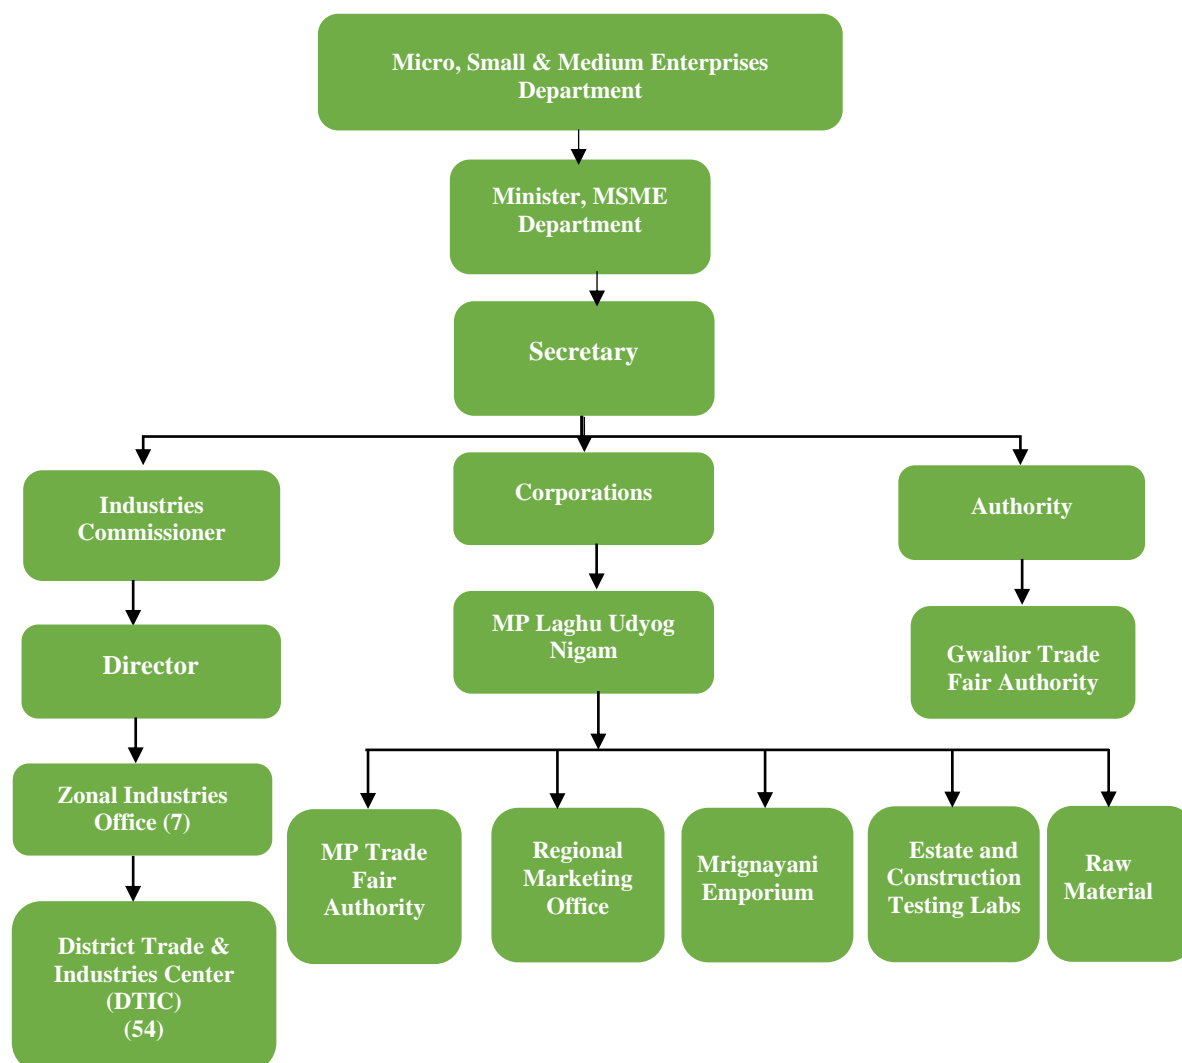 Micro, Small & Medium Enterprises
Department
Minister, MSME
Department
Secretary
Industries
Commissioner
Corporations
Authority
Director
MP Laghu Udyog
Nigam
Gwalior Trade
Fair Authority
Zonal Industries
Office (7)
District Trade &
Industries Center
(DTIC)
(54)
MP Trade
Fair
Authority
Regional
Marketing
Office
Mrignayani
Emporium
Estate and
Construction
Testing Labs
Raw
Material